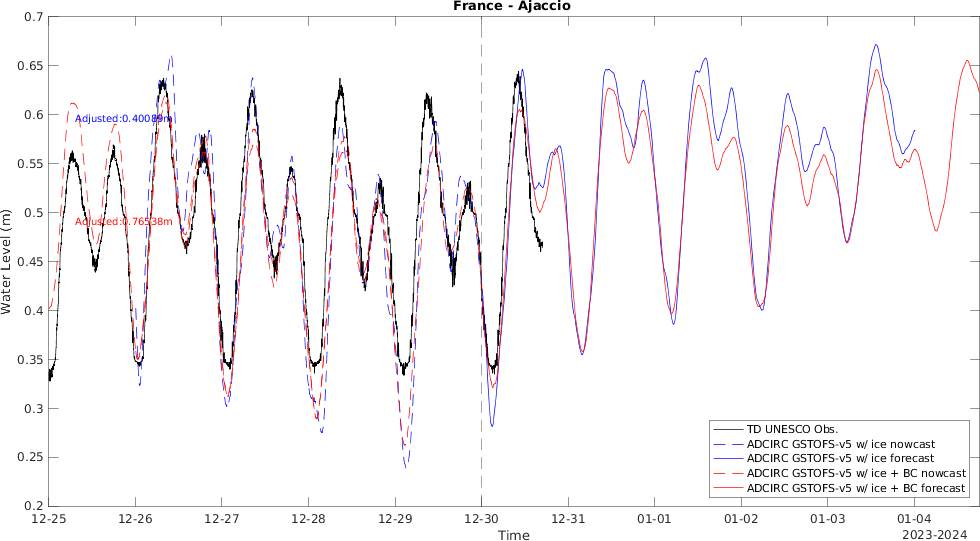 France - Ajaccio
0.7
0.65
0.6
0.55
0.5
0.45
0.4
0.35
0.3
0.25
0.2
Water Level (m)
Adjusted:0.40089m
Adjusted:0.76538m
TD UNESCO Obs.
ADCIRC GSTOFS-v5 w/ ice nowcast
ADCIRC GSTOFS-v5 w/ ice forecast
ADCIRC GSTOFS-v5 w/ ice + BC nowcast
ADCIRC GSTOFS-v5 w/ ice + BC forecast
12-25 12-26 12-27 12-28 12-29 12-30 12-31 01-01 01-02 01-03 01-04
Time
2023-2024